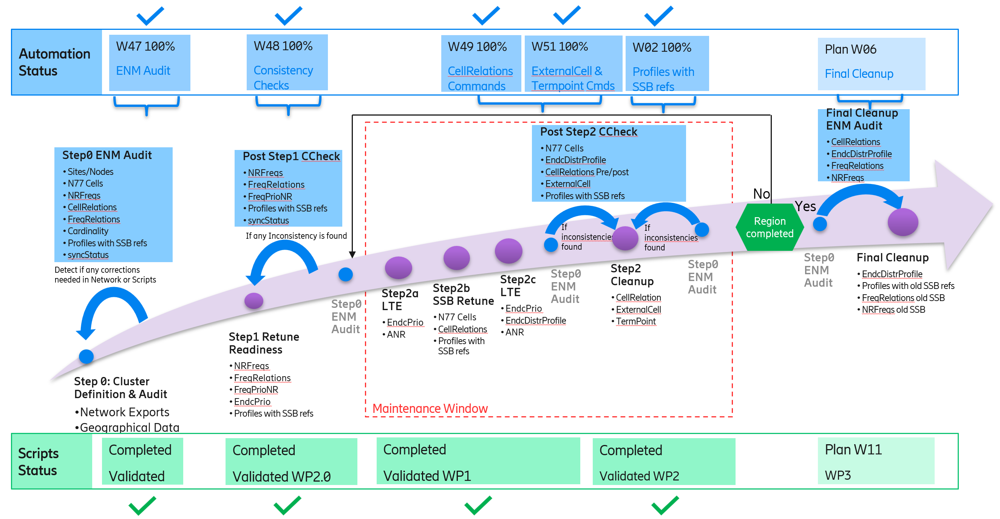 Automation
Status
W47 100%
ENM Audit
W48 100%
Consistency
Checks
W49 100%
CellRelations
Commands
W51 100%
ExternalCell &
Termpoint Cmds
W02 100%
Profiles with
SSB refs
Plan W06
Final Cleanup
Step0 ENM Audit
• Sites/Nodes
• N77 Cells
• NRFreqs
• CellRelations
• FreqRelations
• Cardinality
• Profiles with SSB refs
• syncStatus
Detect if any corrections
needed in Network or Scripts
Post Step1 CCheck
• NRFreqs
• FreqRelations
• FreqPrioNR
• Profiles with SSB refs
• syncStatus
If any Inconsistency is found
Post Step2 CCheck
• N77 Cells
• EndcDistrProfile
• CellRelations Pre/post
• ExternalCell
• Profiles with SSB refs
Final Cleanup
ENM Audit
• CellRelations
• EndcDistrProfile
• FreqRelations
• NRFreqs
If
inconsistencies
found
If
inconsistencies
found
No
Yes
Region
completed
Step 0: Cluster
Definition & Audit
•Network Exports
•Geographical Data
Step1 Retune
Readiness
• NRFreqs
• FreqRelations
• FreqPrioNR
• EndcPrio
• Profiles with SSB refs
Step0
ENM
Audit
Step2a
LTE
• EndcPrio
• ANR
Step2b
SSB Retune
• N77 Cells
• CellRelations
• Profiles with
SSB refs
Step2c
LTE
• EndcPrio
• EndcDistrProfile
• ANR
Step0
ENM
Audit
Step2
Cleanup
• CellRelation
• ExternalCell
• TermPoint
Step0
ENM
Audit
Step0
ENM
Audit
Final Cleanup
• EndcDistrProfile
• Profiles with old SSB refs
• FreqRelations old SSB
• NRFreqs old SSB
Maintenance Window
Scripts
Status
Completed
Validated
Completed
Validated WP2.0
Completed
Validated WP1
Completed
Validated WP2
Plan W11
WP3